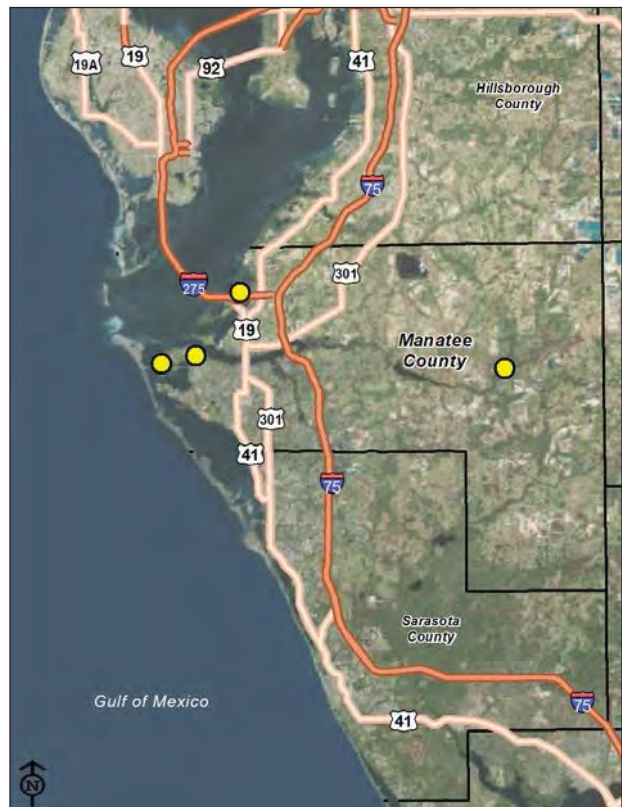 19A
19
92
41
Hillsborough
County
75
301
275
19
Manatee
County
301
41
75
Sarasota
County
Gulf of Mexico
75
41
N